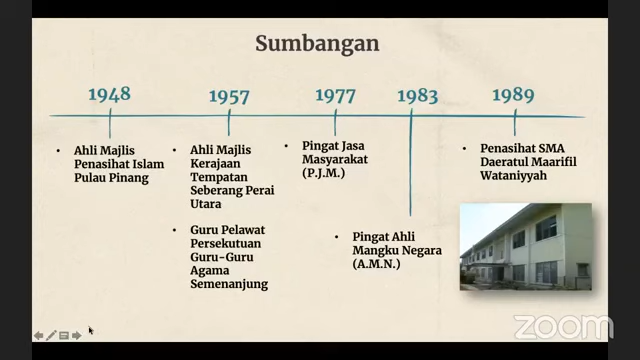 Sumbangan
1948
1957
1977
1983
1989
• Ahli Majlis
Penasihat Islam
Pulau Pinang
• Ahli Majlis
Kerajaan
Tempatan
Seberang Perai
Utara
• Guru Pelawat
Persekutuan
Guru-Guru
Agama
Semenanjung
• Pingat Jasa
Masyarakat
(P.J.M.)
• Pingat Ahli
Mangku Negara
(A.M.N.)
• Penasihat SMA
Daeratul Maarifil
Wataniyyah
zoom